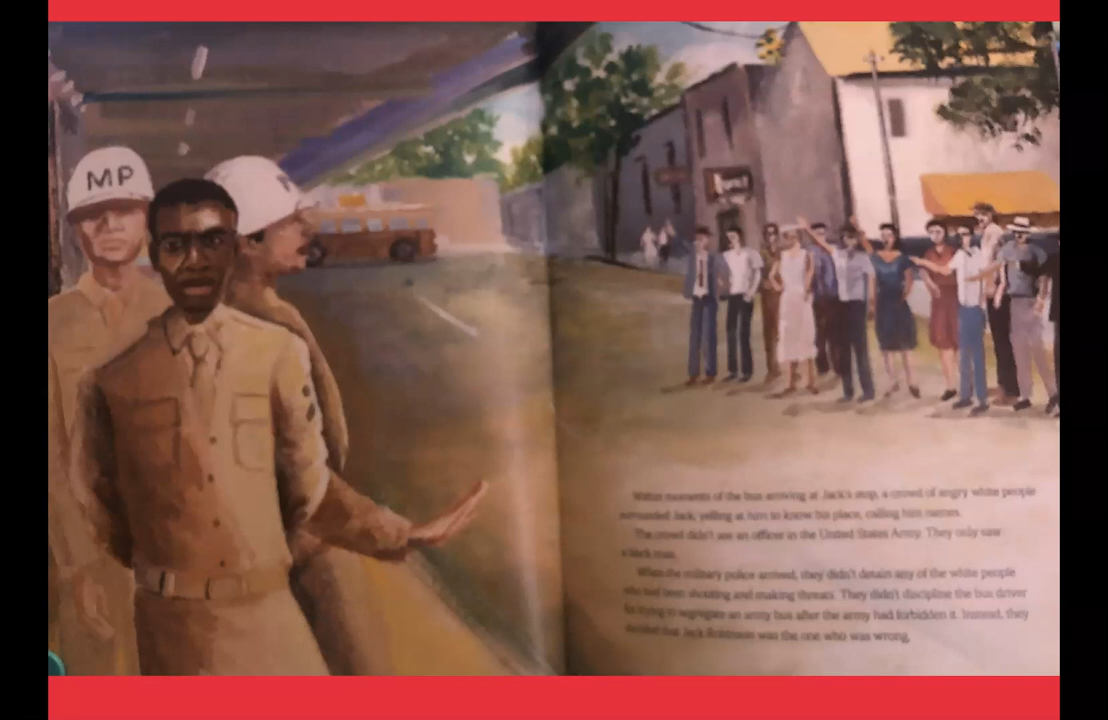 MP
Within moments of the bus arriving at Jack's stop, a crowd of angry white people
surrounded Jack, yelling at him to know his place, calling him names.
The crowd didn't see an officer in the United States Army. They only saw
a black man.
When the military police arrived, they didn't detain any of the white people
who had been shouting and making threats. They didn't discipline the bus driver
for trying to segregate an army bus after the army had forbidden it. Instead, they
decided that Jack Robinson was the one who was wrong.